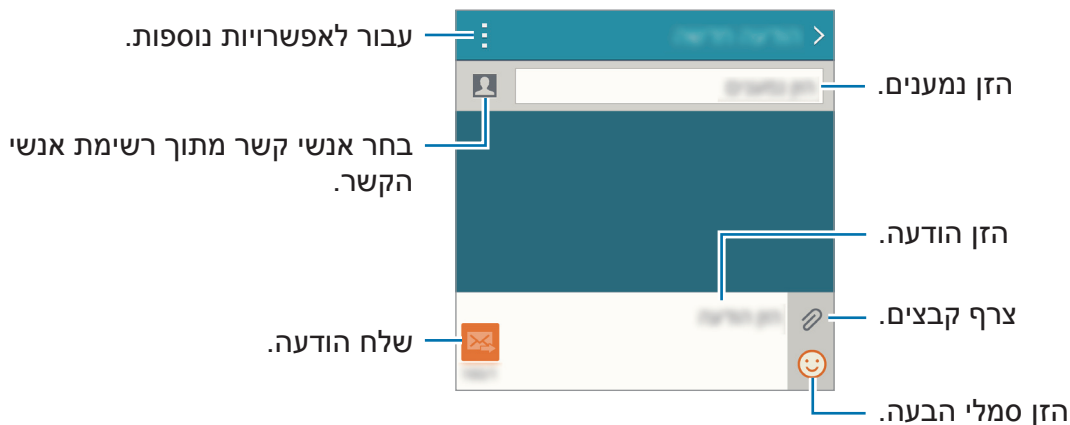 עבור לאפשרויות נוספות.
הזן נמענים.
בחר אנשי קשר מתוך רשימת אנשי
הקשר.
הזן הודעה.
צרף קבצים.
שלח הודעה.
הזן סמלי הבעה.